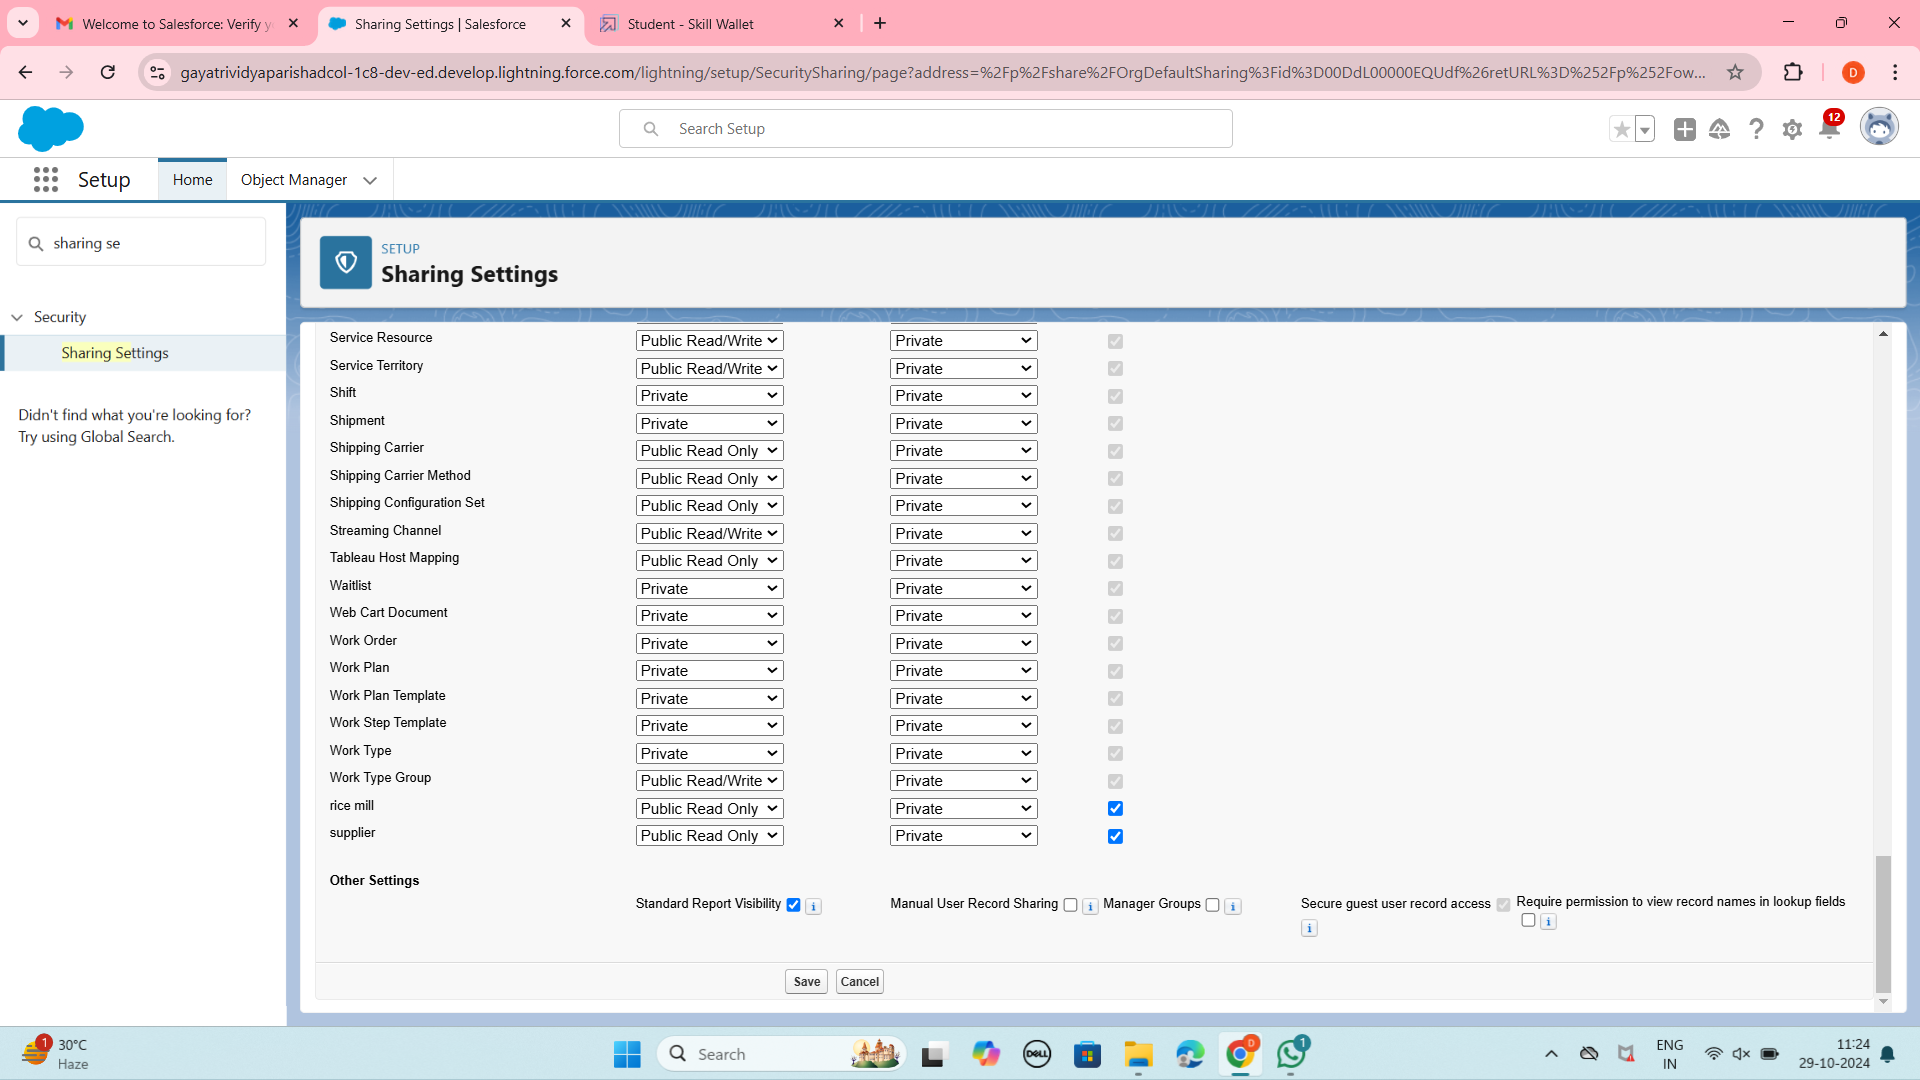 Welcome to Salesforce: Verify y
Sharing Settings | Salesforce
Student - Skill Wallet
gayatrividyaparishadcol-1c8-dev-ed.develop.lightning.force.com/lightning/setup/SecuritySharing/page?address=%2Fp%2Fshare%2FOrgDefaultSharing%3Fid%3D00DdL00000EQUdf%26retURL%3D%252Fp%252Fow...
D
Search Setup
12
Setup
Home
Object Manager
sharing se
Security
Sharing Settings
Didn't find what you're looking for?
Try using Global Search.
SETUP
Sharing Settings
Service Resource Public Read/Write Private
Service Territory Public Read/Write Private
Shift Private Private
Shipment Private Private
Shipping Carrier Public Read Only Private
Shipping Carrier Method Public Read Only Private
Shipping Configuration Set Public Read Only Private
Streaming Channel Public Read/Write Private
Tableau Host Mapping Public Read Only Private
Waitlist Private Private
Web Cart Document Private Private
Work Order Private Private
Work Plan Private Private
Work Plan Template Private Private
Work Step Template Private Private
Work Type Private Private
Work Type Group Public Read/Write Private
rice mill Public Read Only Private
supplier Public Read Only Private
Other Settings
Standard Report Visibility i Manual User Record Sharing i Manager Groups i Secure guest user record access i Require permission to view record names in lookup fields i
Save Cancel
1
30°C
Haze
Search
DELL
D
1
ENG
IN
11:24
29-10-2024